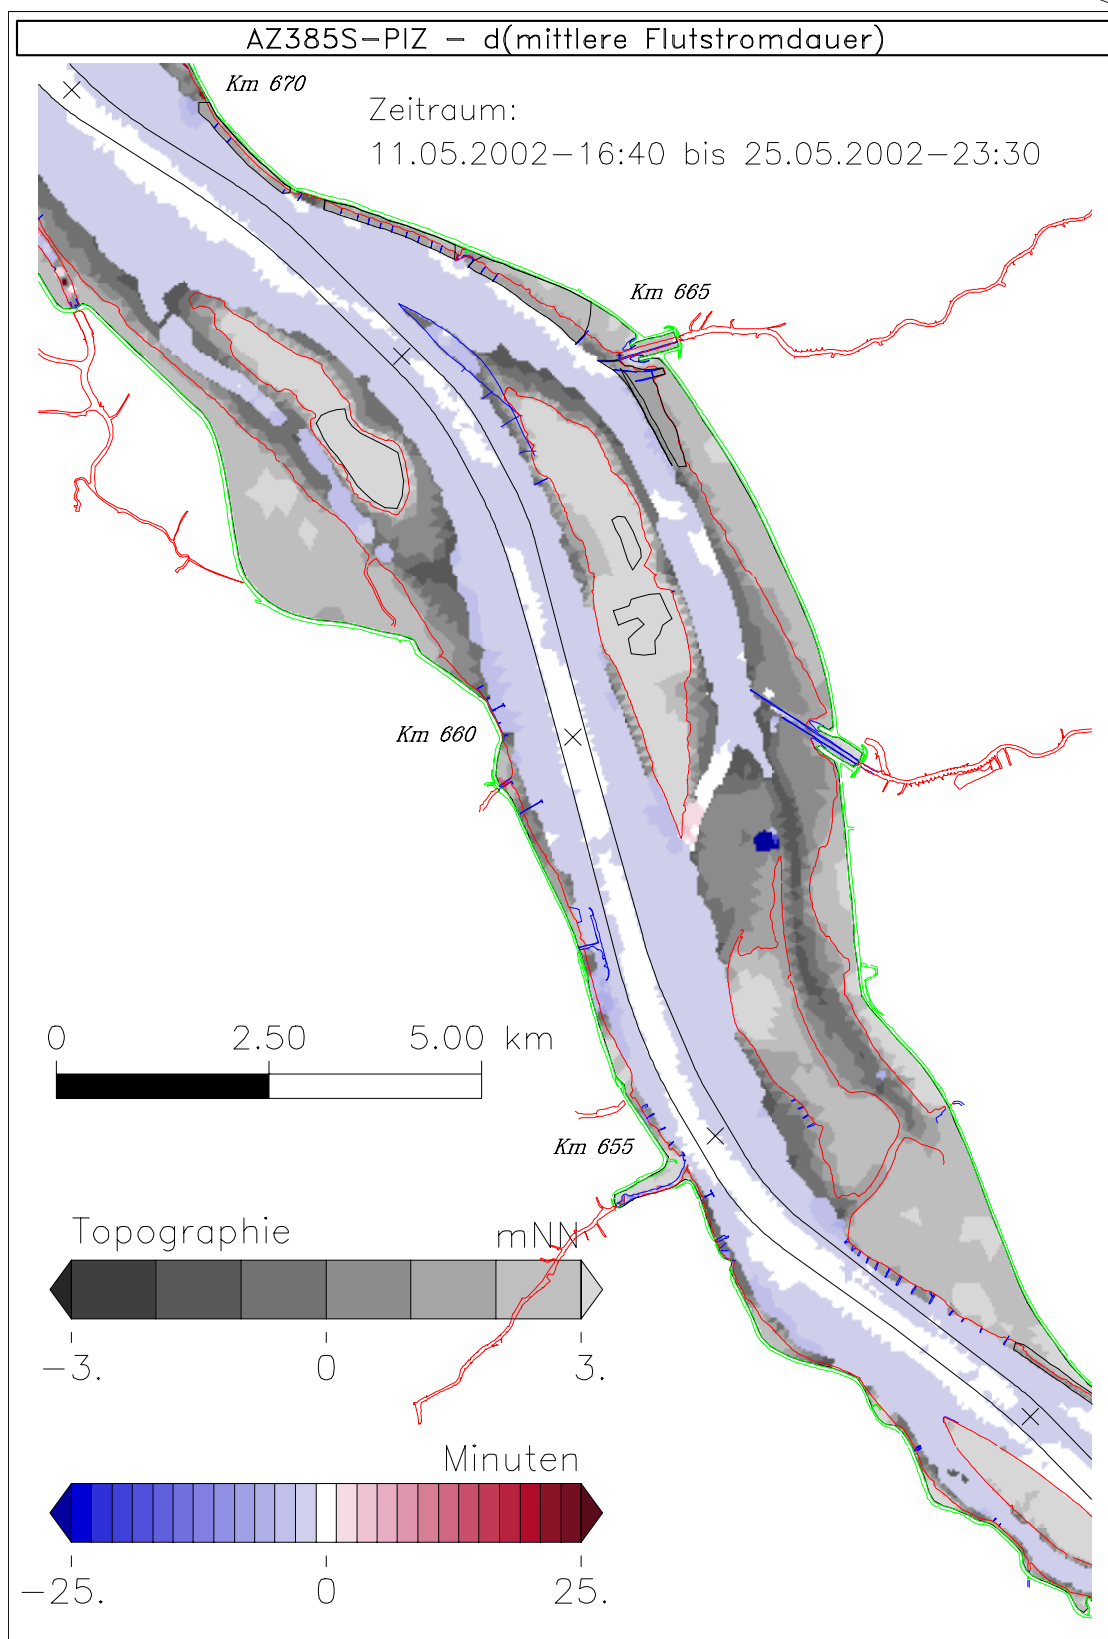 AZ385S-PIZ - d(mittlere Flutstromdauer)
Km 670
Zeitraum:
11.05.2002-16:40 bis 25.05.2002-23:30
Km 665
Km 660
0 2.50 5.00 km
Km 655
Topographie mNN
-3. 0 3.
Minuten
-25. 0 25.